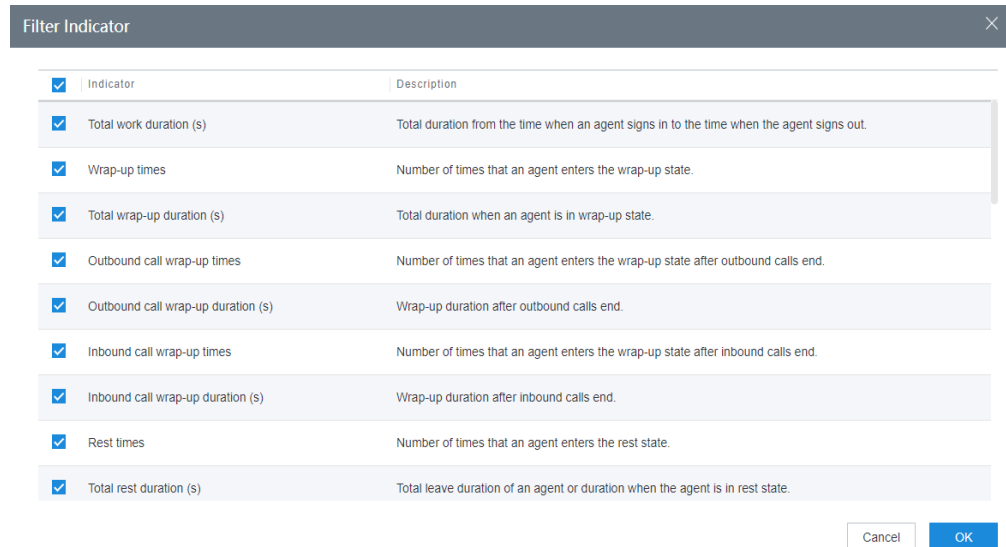 Filter Indicator
Indicator Description
Total work duration (s) Total duration from the time when an agent signs in to the time when the agent signs out.
Wrap-up times Number of times that an agent enters the wrap-up state.
Total wrap-up duration (s) Total duration when an agent is in wrap-up state.
Outbound call wrap-up times Number of times that an agent enters the wrap-up state after outbound calls end.
Outbound call wrap-up duration (s) Wrap-up duration after outbound calls end.
Inbound call wrap-up times Number of times that an agent enters the wrap-up state after inbound calls end.
Inbound call wrap-up duration (s) Wrap-up duration after inbound calls end.
Rest times Number of times that an agent enters the rest state.
Total rest duration (s) Total leave duration of an agent or duration when the agent is in rest state.
Cancel OK